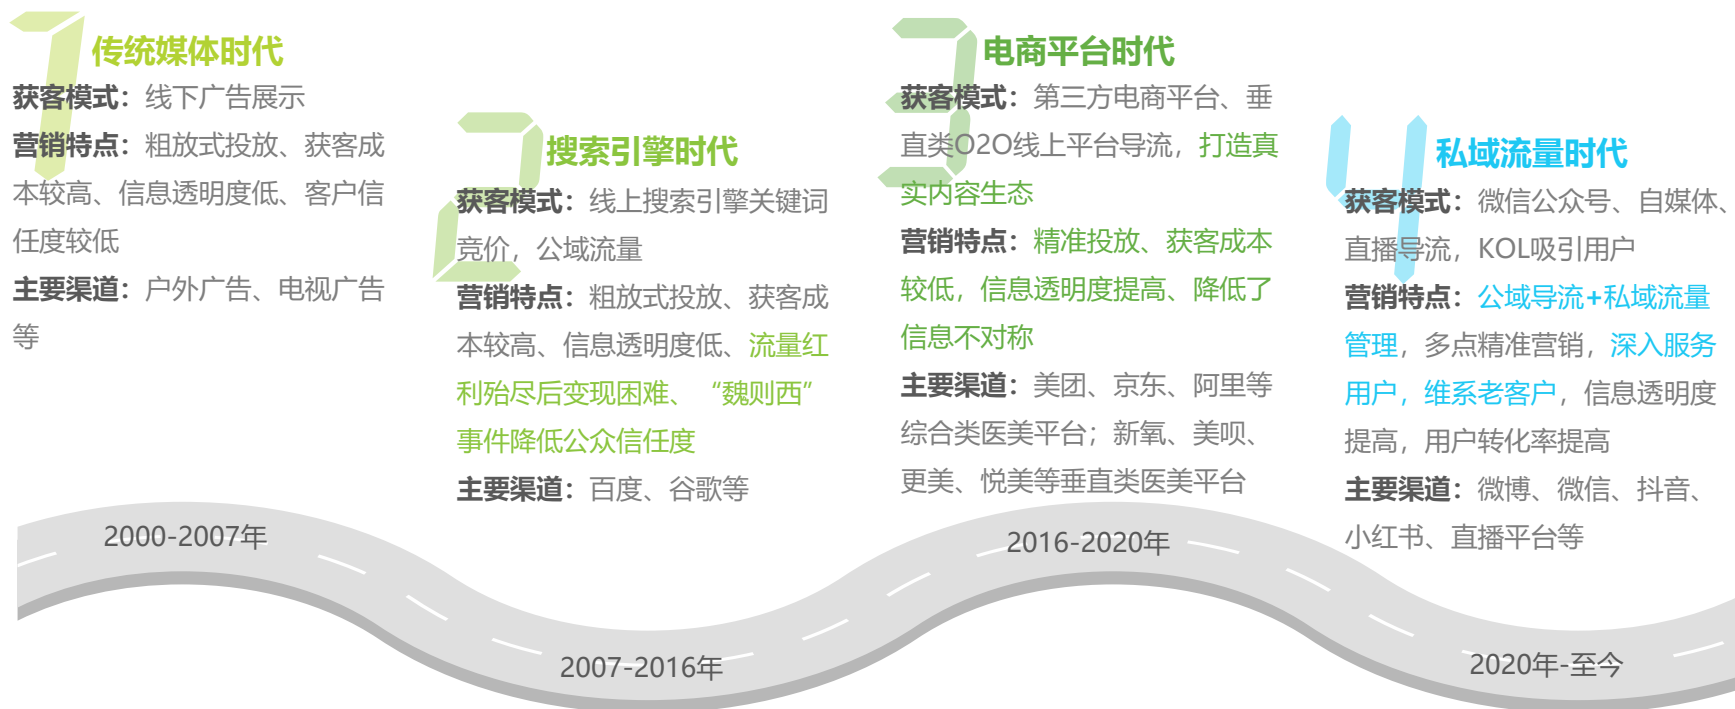 1
传统媒体时代
获客模式：线下广告展示
营销特点：粗放式投放、获客成
本较高、信息透明度低、客户信
任度较低
主要渠道：户外广告、电视广告
等
2000-2007年
2
搜索引擎时代
获客模式：线上搜索引擎关键词
竞价，公域流量
营销特点：粗放式投放、获客成
本较高、信息透明度低、流量红
利殆尽后变现困难、“魏则西”
事件降低公众信任度
主要渠道：百度、谷歌等
2007-2016年
3
电商平台时代
获客模式：第三方电商平台、垂
直类O2O线上平台导流，打造真
实内容生态
营销特点：精准投放、获客成本
较低，信息透明度提高、降低了
信息不对称
主要渠道：美团、京东、阿里等
综合类医美平台；新氧、美呗、
更美、悦美等垂直类医美平台
2016-2020年
4
私域流量时代
获客模式：微信公众号、自媒体、
直播导流，KOL吸引用户
营销特点：公域导流+私域流量
管理，多点精准营销，深入服务
用户，维系老客户，信息透明度
提高，用户转化率提高
主要渠道：微博、微信、抖音、
小红书、直播平台等
2020年-至今